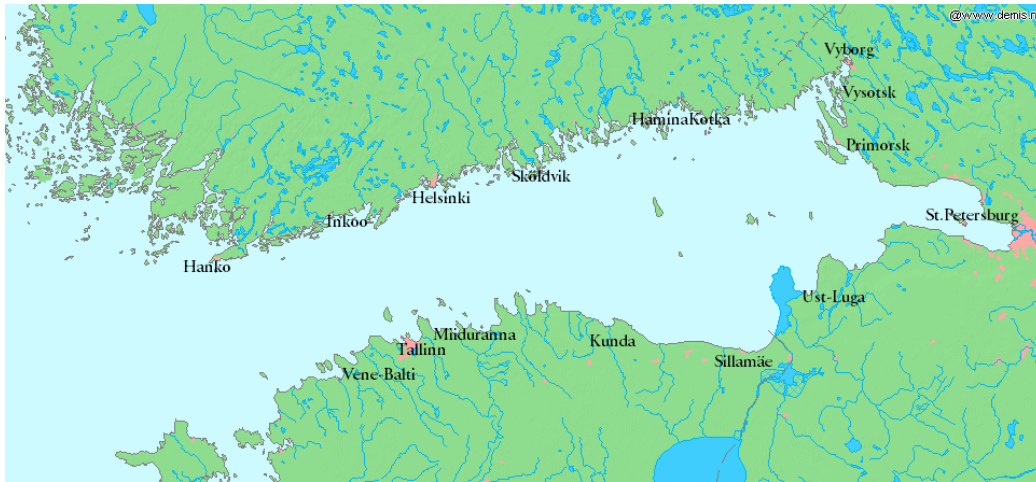 @www.demis.n
Vyborg
Vysotsk
HaminaKotka
Primorsk
Sköldvik
Helsinki
St.Petersburg
Inkoo
Hanko
Ust-Luga
Miiduranna
Kunda
Tallinn
Sillamäe
Vene-Balti